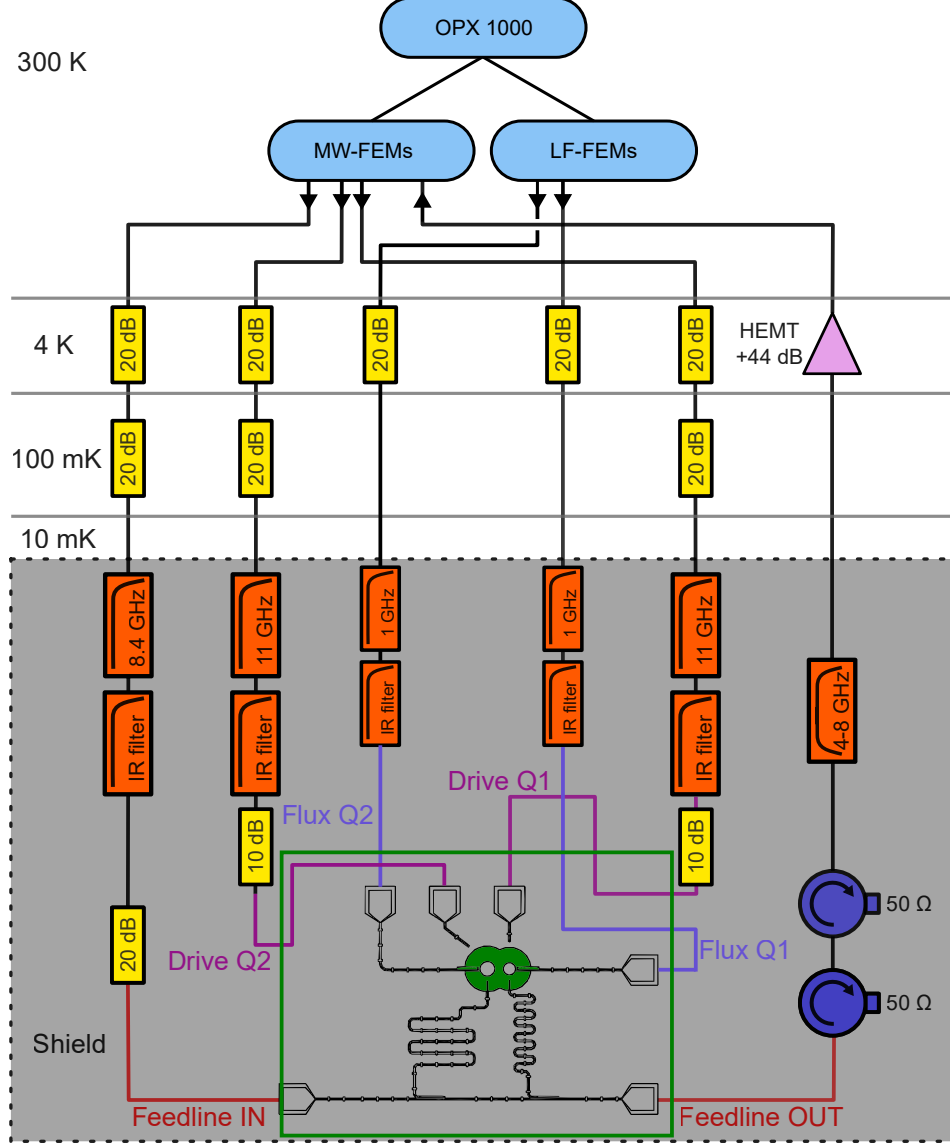 OPX 1000
300 K
MW-FEMs
LF-FEMs
4 K
20 dB
20 dB
20 dB
20 dB
20 dB
HEMT
+44 dB
100 mK
20 dB
20 dB
20 dB
10 mK
8.4 GHz
11 GHz
1 GHz
1 GHz
11 GHz
4-8 GHz
IR filter
IR filter
IR filter
IR filter
IR filter
Drive Q1
Flux Q2
10 dB
10 dB
50 Ω
20 dB
Drive Q2
Flux Q1
50 Ω
Shield
Feedline IN
Feedline OUT